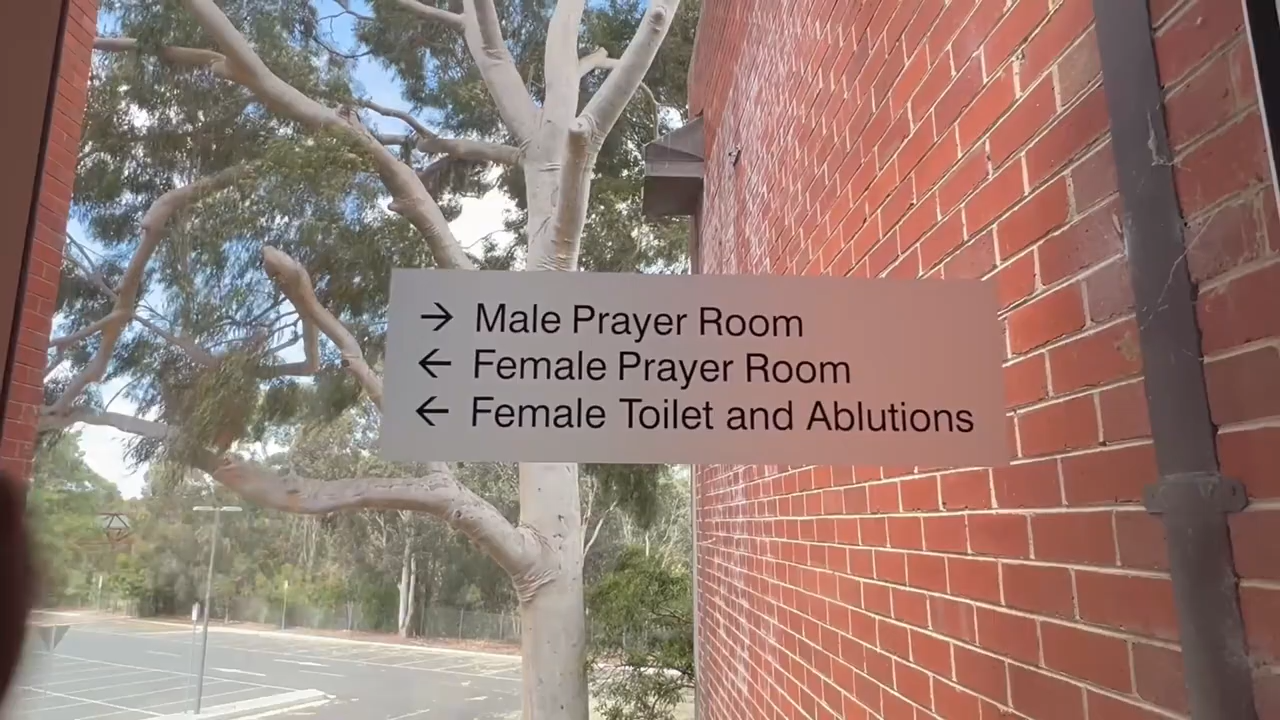 → Male Prayer Room
← Female Prayer Room
← Female Toilet and Ablutions